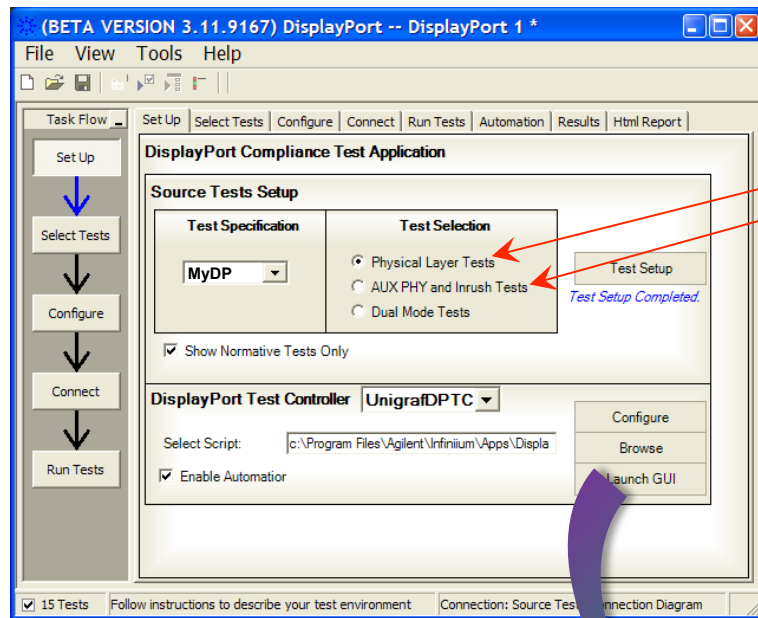 (BETA VERSION 3.11.9167) DisplayPort -- DisplayPort 1 *
File View Tools Help
Task Flow
Set Up
Select Tests
Configure
Connect
Run Tests
Set Up Select Tests Configure Connect Run Tests Automation Results Html Report
DisplayPort Compliance Test Application
Source Tests Setup
Test Specification
MyDP
Test Selection
Physical Layer Tests
AUX PHY and Inrush Tests
Dual Mode Tests
Test Setup
Test Setup Completed.
Show Normative Tests Only
DisplayPort Test Controller UnigrafDPTC
Select Script: c:\Program Files\Agilent\Infiniium\Apps\Displa
Enable Automatior
Configure
Browse
Launch GUI
15 Tests Follow instructions to describe your test environment Connection: Source Diagram